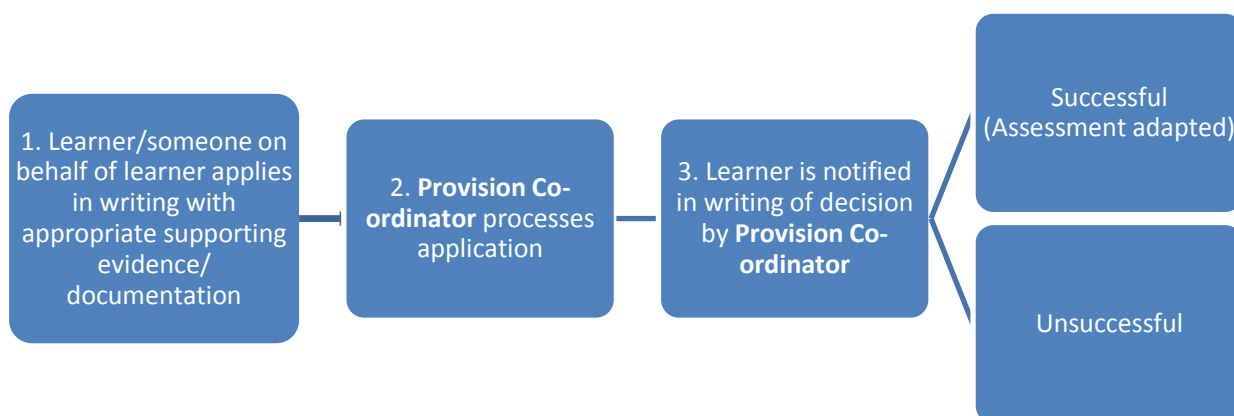 1. Learner/someone on
behalf of learner applies
in writing with
appropriate supporting
evidence/
documentation
2. Provision Co-
ordinator processes
application
3. Learner is notified
in writing of decision
by Provision Co-
ordinator
Successful
(Assessment adapted)
Unsuccessful